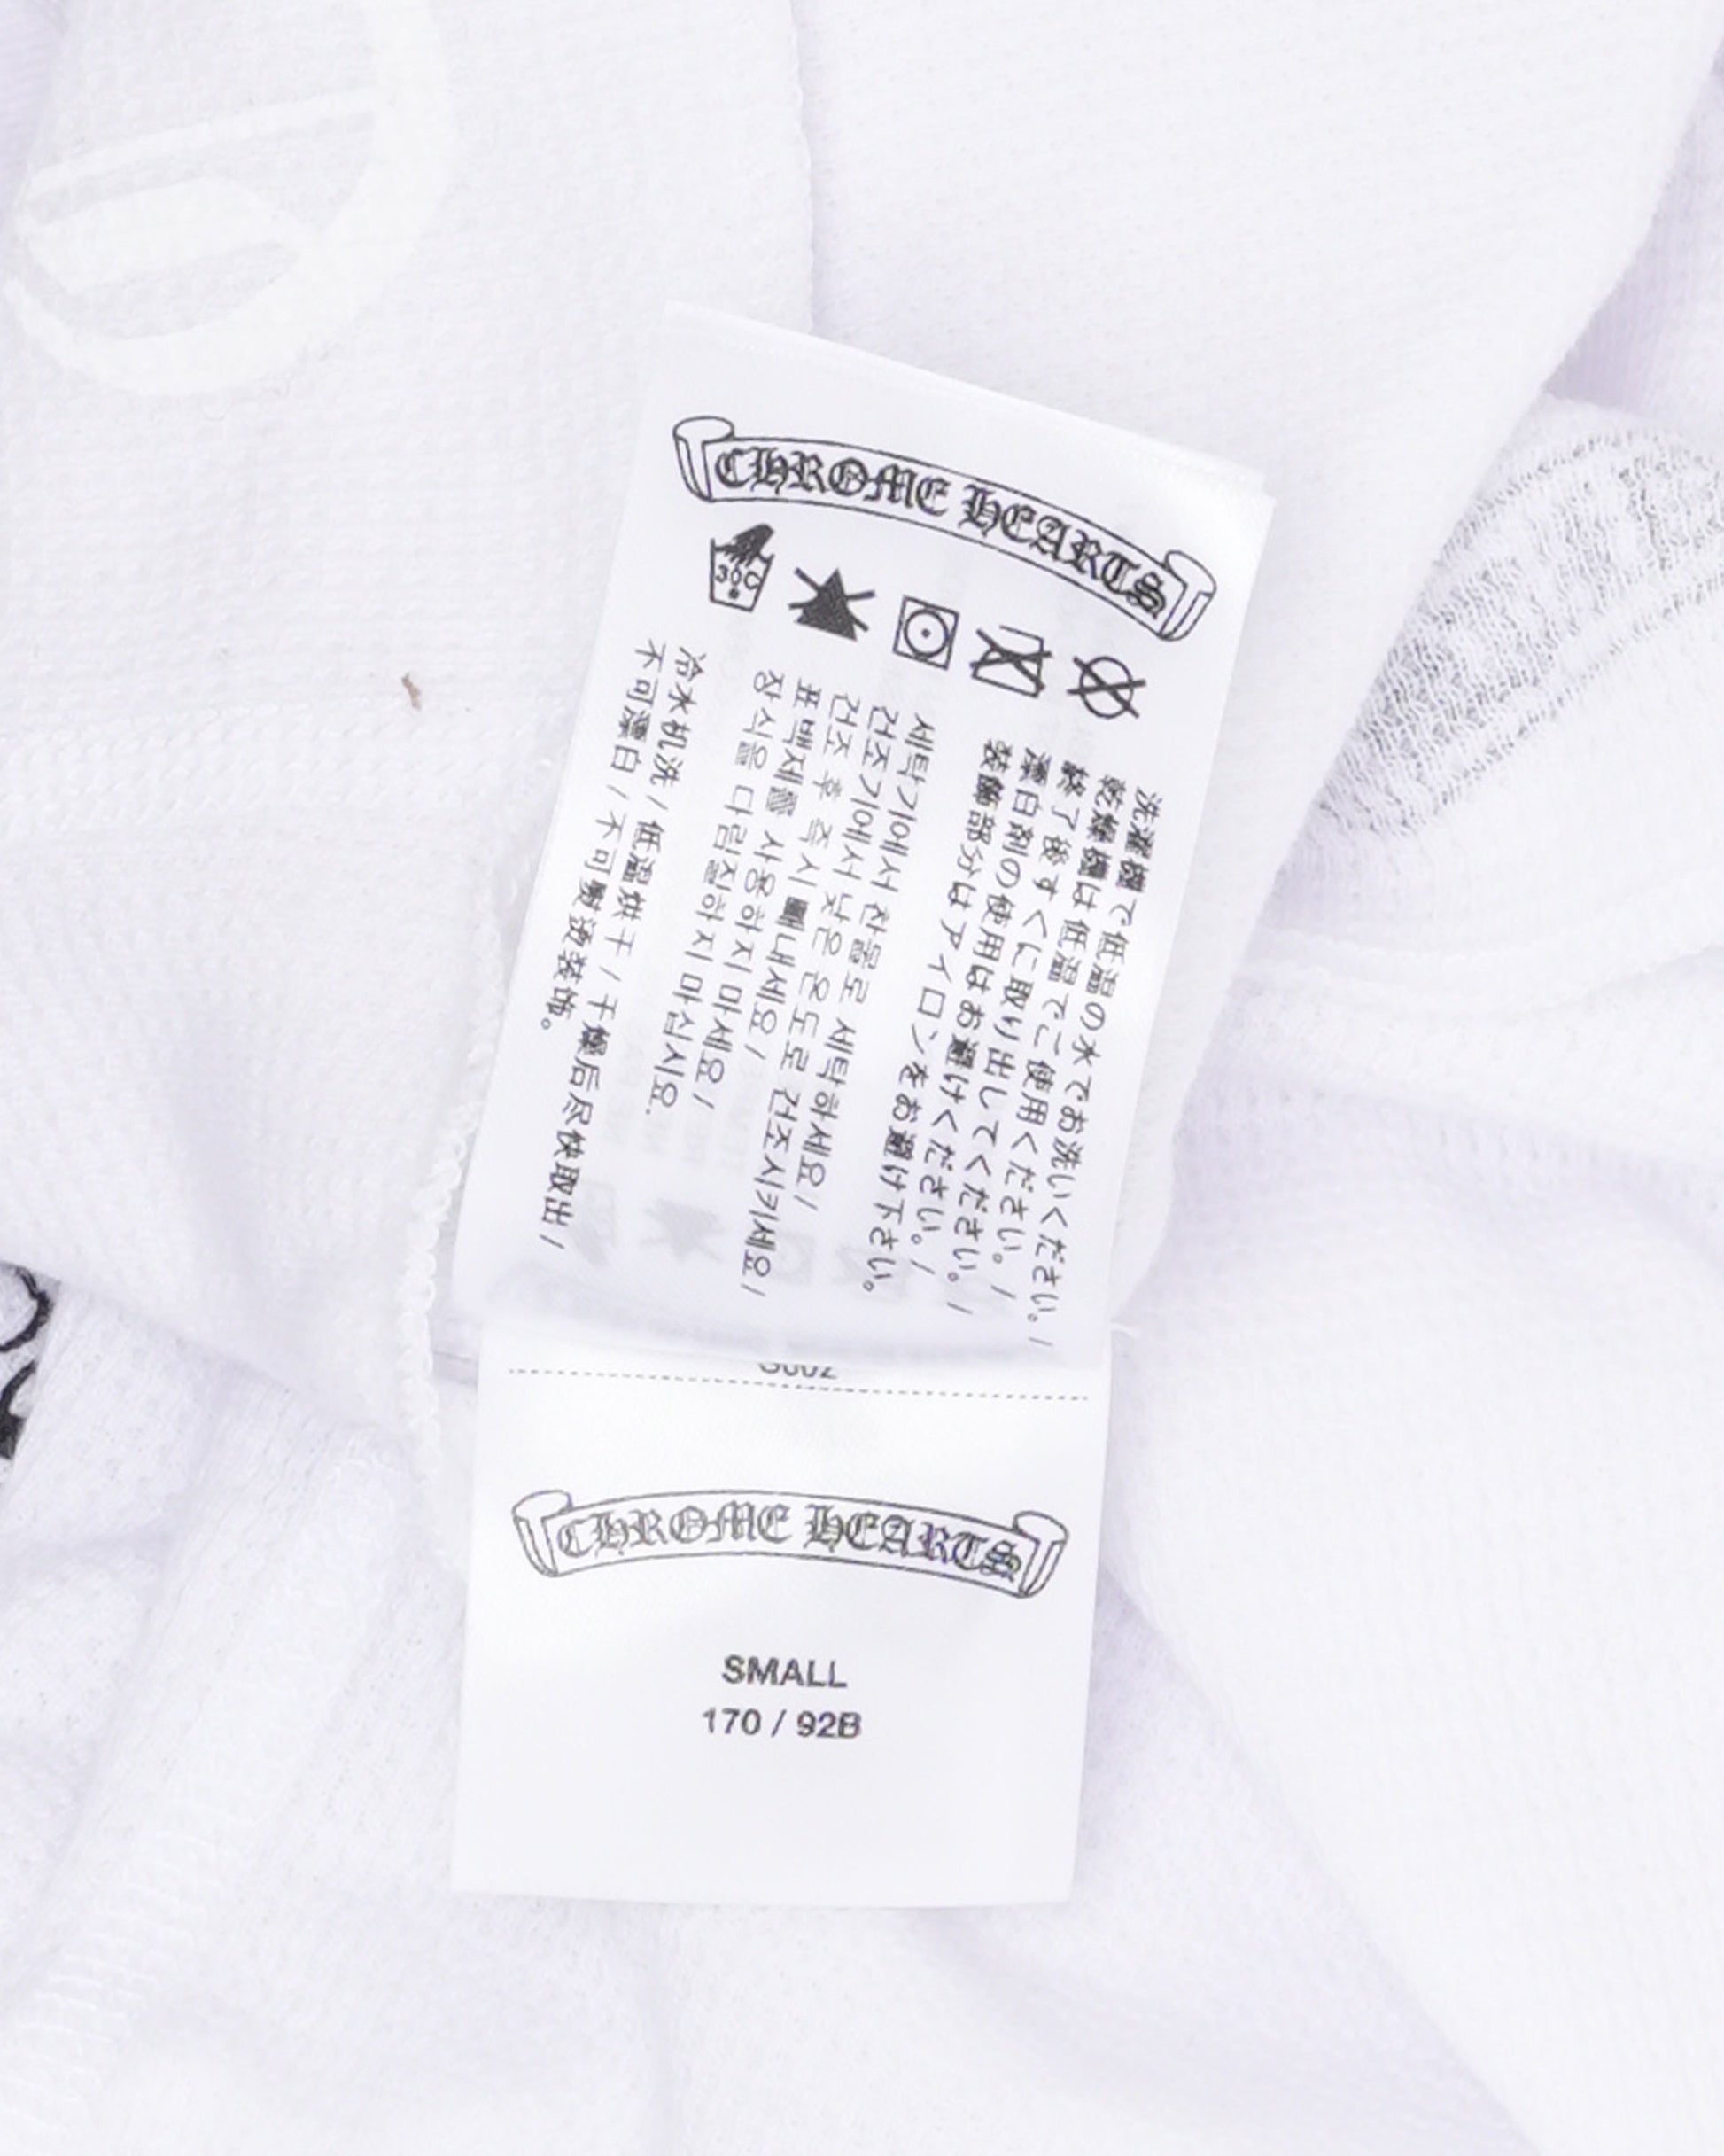 CHROME HEARTS
30C
洗濯機で低温の水でお洗いください。/
乾燥機は低温でご使用ください。/
終了後すぐに取り出してください。/
漂白剤の使用はお避けください。/
装飾部分はアイロンをお避け下さい。
세탁기에서 찬물로 세탁하세요/
건조기에서 낮은 온도로 건조시키세요/
건조 후 즉시 빼내세요/
표백제를 사용하지 마세요/
장식을 다림질하지 마십시요.
冷水机洗/低温烘干/干燥后尽快取出/
不可漂白/不可熨烫装饰。
CHROME HEARTS
SMALL
170 / 92B